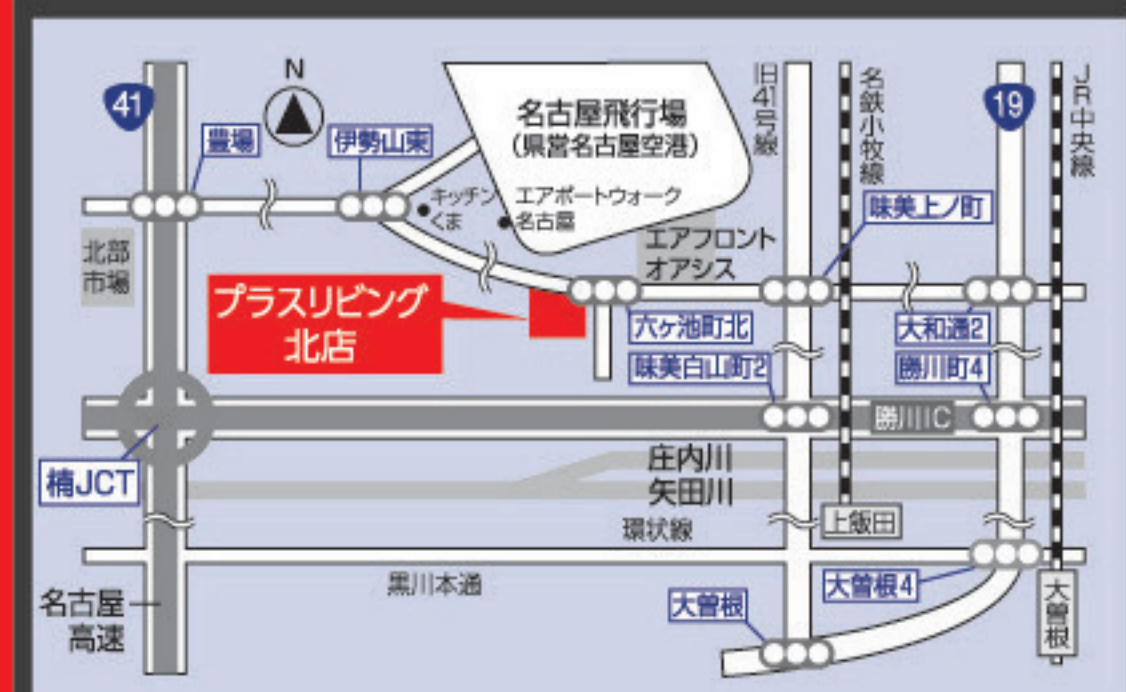 41
N
豊場
伊勢山東
名古屋飛行場
(県営名古屋空港)
旧41号線
名鉄小牧線
19
JR中央線
キッチン
くま
エアポートウォーク
名古屋
味美上ノ町
北部
市場
エアフロント
オアシス
プラスリビング
北店
六ヶ池町北
大和通2
味美白山町2
勝川町4
勝川IC
楠JCT
庄内川
矢田川
環状線
上飯田
黒川本通
名古屋
高速
大曽根
大曽根4
大曽根